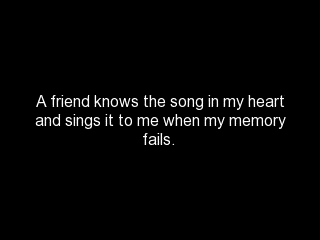 A friend knows the song in my heart
and sings it to me when my memory
fails.